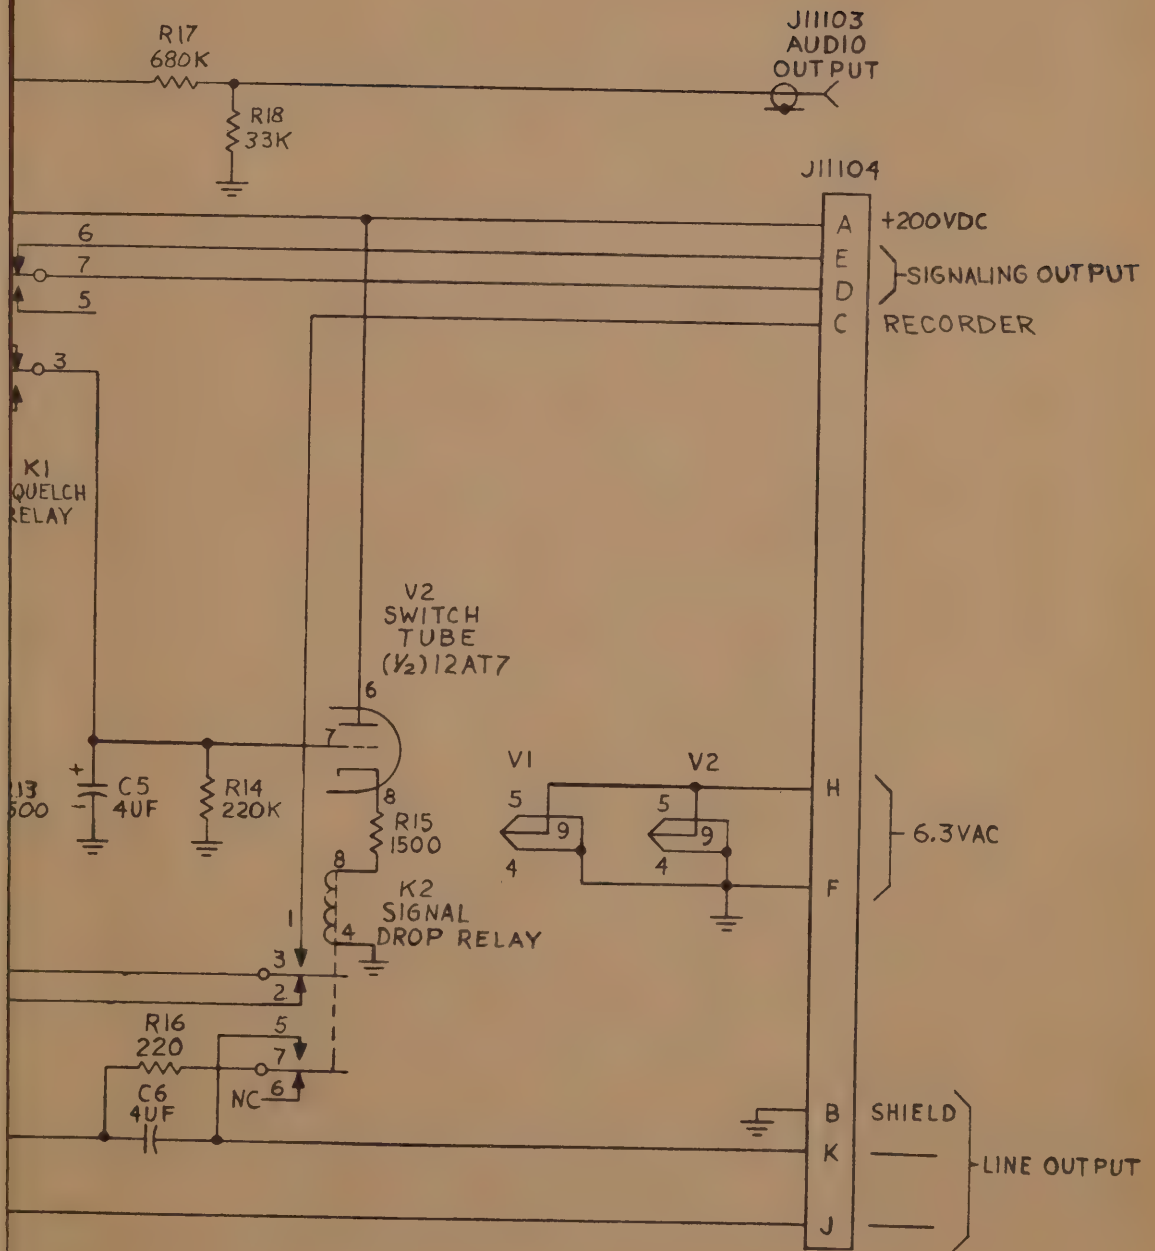 R17
680K
J11103
AUDIO
OUTPUT
R18
33K
J11104
A +200VDC
6
E
7
SIGNALING OUTPUT
D
5
C RECORDER
3
K1
QUELCH
RELAY
V2
SWITCH
TUBE
(1/2)12AT7
6
7
V1
V2
+
C5
4UF
-
R14
220K
8
R15
1500
5
9
4
5
9
4
H
6.3VAC
F
13
500
8
K2
SIGNAL
DROP RELAY
4
1
3
2
R16
220
5
7
6
NC
C6
4UF
B SHIELD
K
LINE OUTPUT
J